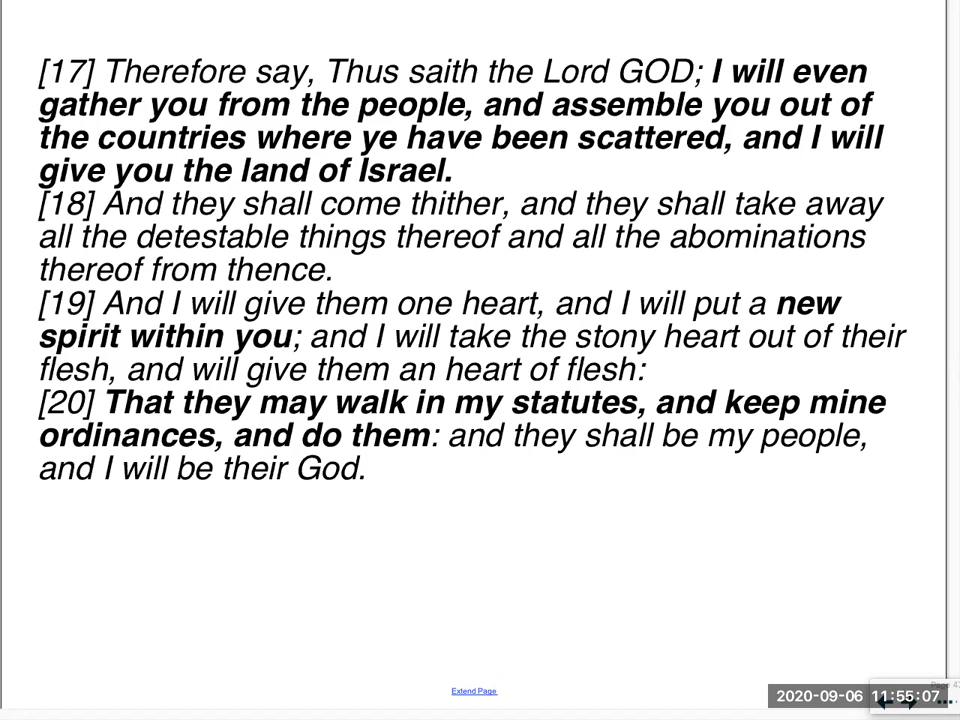 [17] Therefore say, Thus saith the Lord GOD; I will even
gather you from the people, and assemble you out of
the countries where ye have been scattered, and I will
give you the land of Israel.
[18] And they shall come thither, and they shall take away
all the detestable things thereof and all the abominations
thereof from thence.
[19] And I will give them one heart, and I will put a new
spirit within you; and I will take the stony heart out of their
flesh, and will give them an heart of flesh:
[20] That they may walk in my statutes, and keep mine
ordinances, and do them: and they shall be my people,
and I will be their God.
Extend Page
2020-09-06 11:55:07